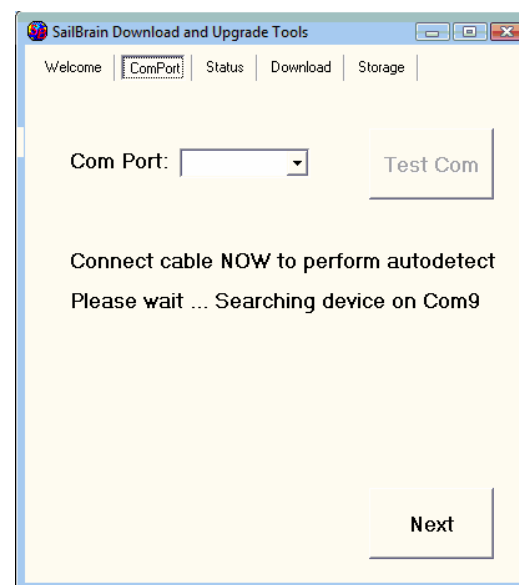 SailBrain Download and Upgrade Tools
Welcome ComPort Status Download Storage
Com Port: Test Com
Connect cable NOW to perform autodetect
Please wait ... Searching device on Com9
Next